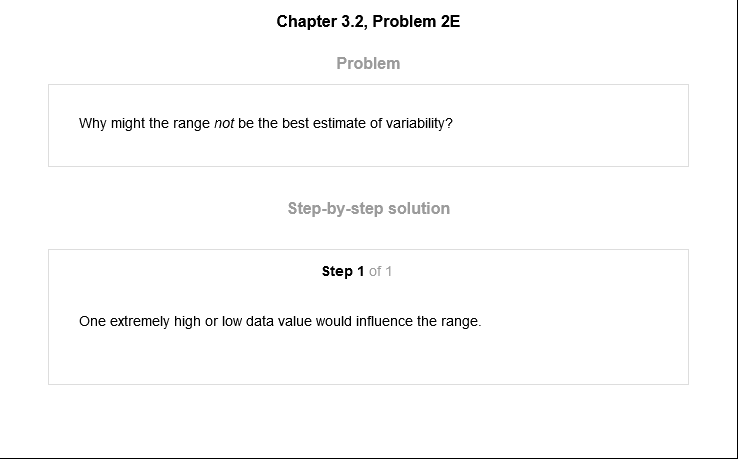 Chapter 3.2, Problem 2E
Problem
Why might the range not be the best estimate of variability?
Step-by-step solution
Step 1 of 1
One extremely high or low data value would influence the range.